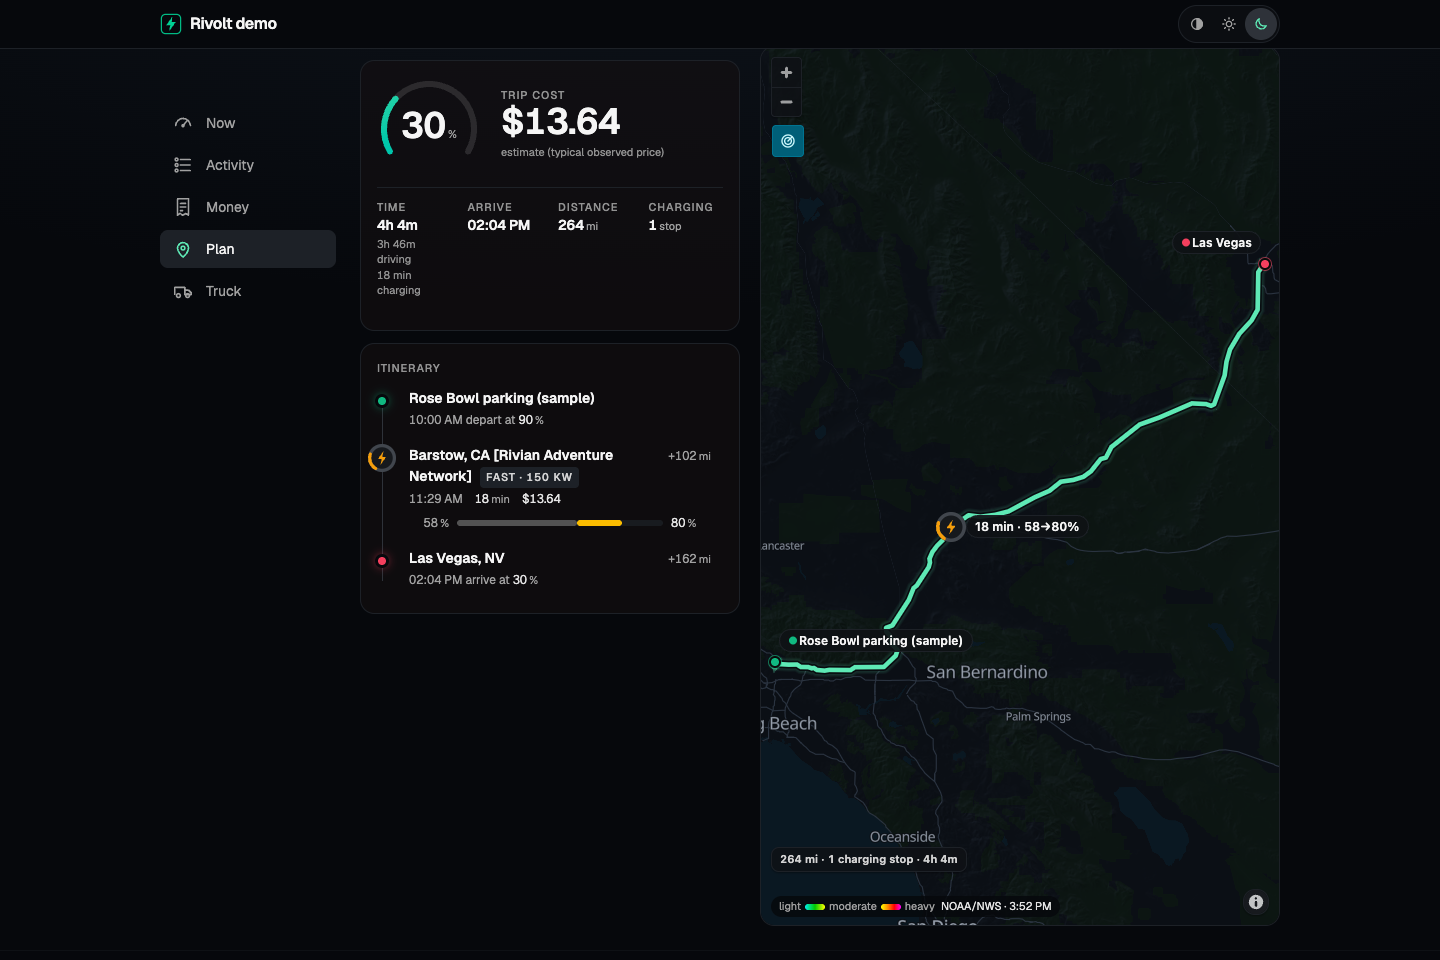 Rivolt demo
Now
Activity
Money
Plan
Truck
30 %
TRIP COST
$13.64
estimate (typical observed price)
TIME
4h 4m
3h 46m
driving
18 min
charging
ARRIVE
02:04 PM
DISTANCE
264 mi
CHARGING
1 stop
ITINERARY
Rose Bowl parking (sample)
10:00 AM depart at 90 %
Barstow, CA [Rivian Adventure +102 mi
Network] FAST · 150 KW
11:29 AM 18 min $13.64
58 % 80 %
Las Vegas, NV +162 mi
02:04 PM arrive at 30 %
+
−
Las Vegas
18 min · 58→80%
ancaster
Rose Bowl parking (sample)
San Bernardino
Palm Springs
g Beach
Oceanside
264 mi · 1 charging stop · 4h 4m
light moderate heavy NOAA/NWS · 3:52 PM
San Diego